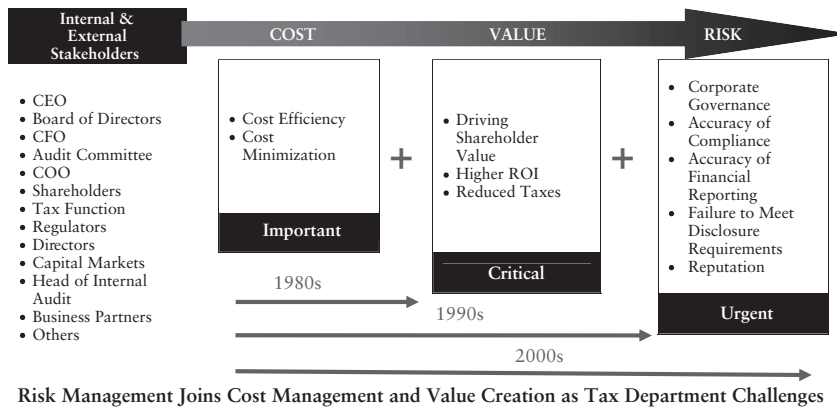 Internal &
External
Stakeholders
COST
VALUE
RISK
• CEO
• Board of Directors
• CFO
• Audit Committee
• COO
• Shareholders
• Tax Function
• Regulators
• Directors
• Capital Markets
• Head of Internal
Audit
• Business Partners
• Others
• Cost Efficiency
• Cost
Minimization
Important
+
• Driving
Shareholder
Value
• Higher ROI
• Reduced Taxes
Critical
+
• Corporate
Governance
• Accuracy of
Compliance
• Accuracy of
Financial
Reporting
• Failure to Meet
Disclosure
Requirements
• Reputation
Urgent
1980s
1990s
2000s
Risk Management Joins Cost Management and Value Creation as Tax Department Challenges